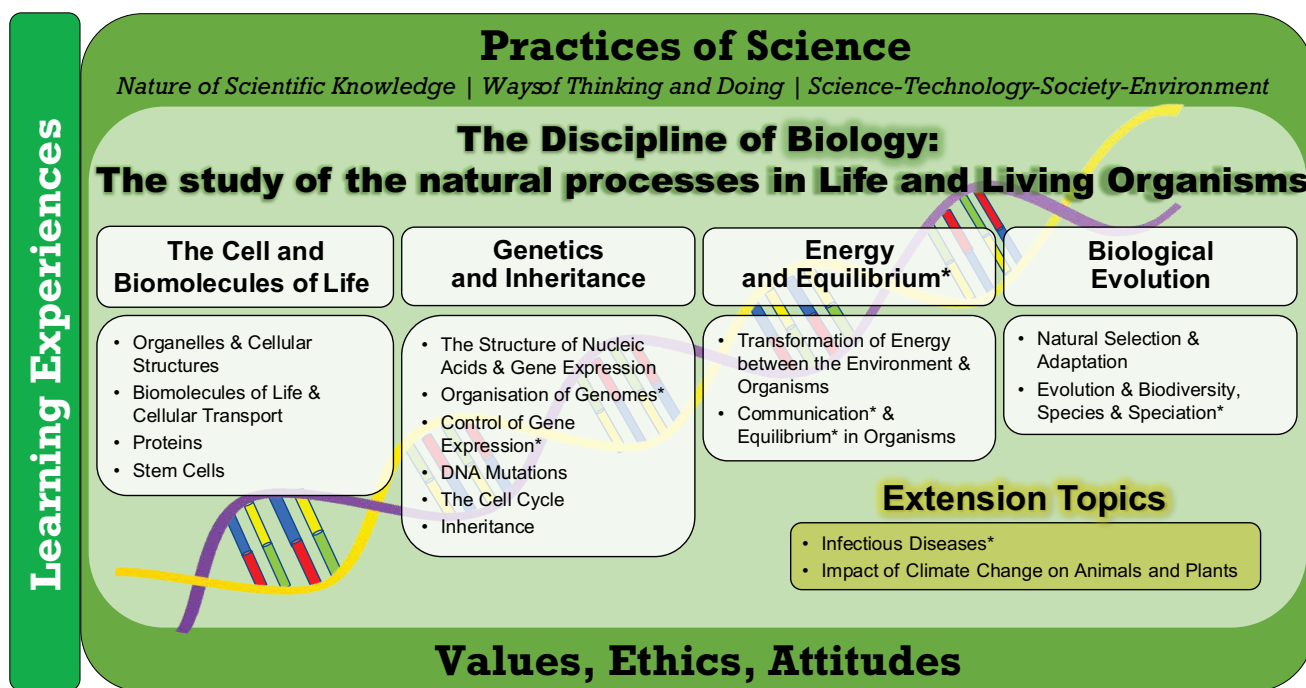 Learning Experiences
Practices of Science
Nature of Scientific Knowledge | Waysof Thinking and Doing | Science-Technology-Society-Environment
The Discipline of Biology:
The study of the natural processes in Life and Living Organisms
The Cell and
Biomolecules of Life
• Organelles & Cellular
Structures
• Biomolecules of Life &
Cellular Transport
• Proteins
• Stem Cells
Genetics
and Inheritance
• The Structure of Nucleic
Acids & Gene Expression
• Organisation of Genomes*
• Control of Gene
Expression*
• DNA Mutations
• The Cell Cycle
• Inheritance
Energy
and Equilibrium*
• Transformation of Energy
between the Environment &
Organisms
• Communication* &
Equilibrium* in Organisms
Biological
Evolution
• Natural Selection &
Adaptation
• Evolution & Biodiversity,
Species & Speciation*
Extension Topics
• Infectious Diseases*
• Impact of Climate Change on Animals and Plants
Values, Ethics, Attitudes